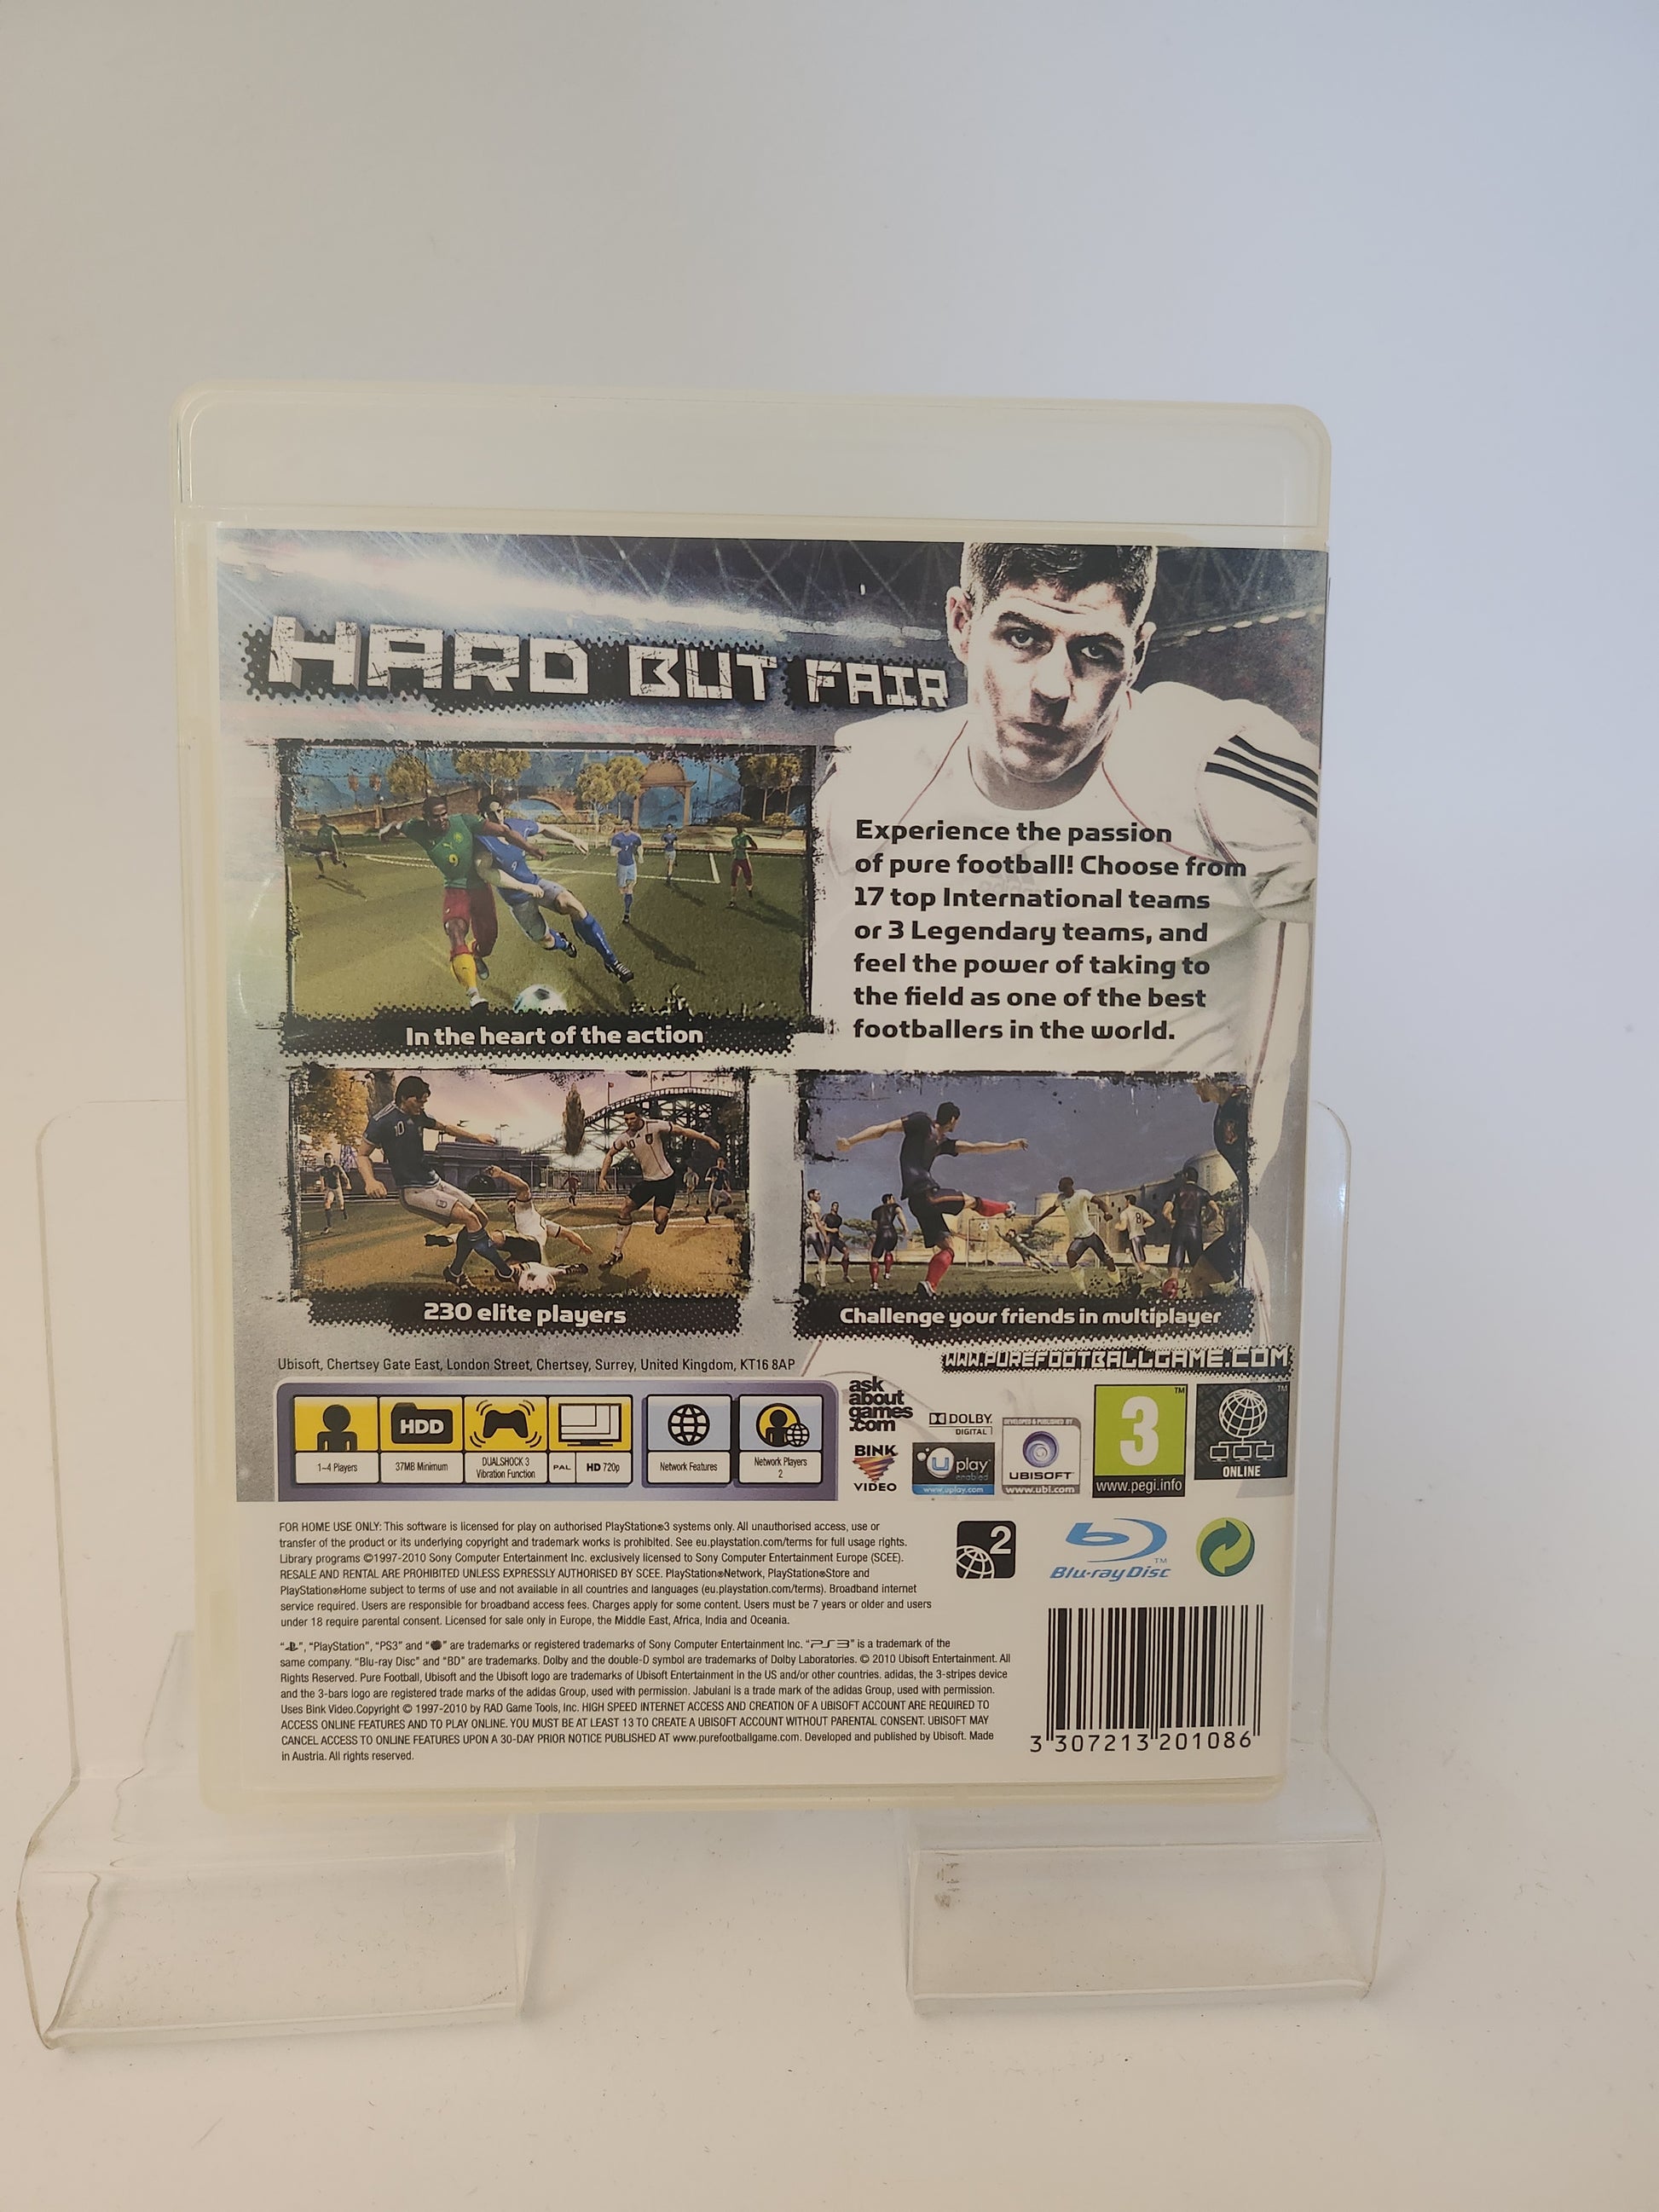 HARD BUT FAIR
Experience the passion
of pure football! Choose from
17 top International teams
or 3 Legendary teams, and
feel the power of taking to
the field as one of the best
footballers in the world.
In the heart of the action
230 elite players
Challenge your friends in multiplayer
Ubisoft, Chertsey Gate East, London Street, Chertsey, Surrey, United Kingdom, KT16 8AP
WWW.PUREFOOTBALLGAME.COM
HDD
1-4 Players
37MB Minimum
DUALSHOCK 3
Vibration Function
PAL
HD 720p
Network Features
Network Players
2
ask
about
games
.com
BINK
VIDEO
DOLBY
DIGITAL
U play
enabled
www.uplay.com
DEVELOPED & PUBLISHED BY
UBISOFT
www.ubi.com
3
www.pegi.info
ONLINE
FOR HOME USE ONLY: This software is licensed for play on authorised PlayStation®3 systems only. All unauthorised access, use or
transfer of the product or its underlying copyright and trademark works is prohibited. See eu.playstation.com/terms for full usage rights.
Library programs ©1997-2010 Sony Computer Entertainment Inc. exclusively licensed to Sony Computer Entertainment Europe (SCEE).
RESALE AND RENTAL ARE PROHIBITED UNLESS EXPRESSLY AUTHORISED BY SCEE. PlayStation®Network, PlayStation®Store and
PlayStation®Home subject to terms of use and not available in all countries and languages (eu.playstation.com/terms). Broadband internet
service required. Users are responsible for broadband access fees. Charges apply for some content. Users must be 7 years or older and users
under 18 require parental consent. Licensed for sale only in Europe, the Middle East, Africa, India and Oceania.
2
Blu-ray Disc™
"PS", "PlayStation", "PS3" and "" are trademarks or registered trademarks of Sony Computer Entertainment Inc. "PS3" is a trademark of the
same company. "Blu-ray Disc" and "BD" are trademarks. Dolby and the double-D symbol are trademarks of Dolby Laboratories. © 2010 Ubisoft Entertainment. All
Rights Reserved. Pure Football, Ubisoft and the Ubisoft logo are trademarks of Ubisoft Entertainment in the US and/or other countries. adidas, the 3-stripes device
and the 3-bars logo are registered trade marks of the adidas Group, used with permission. Jabulani is a trade mark of the adidas Group, used with permission.
Uses Bink Video.Copyright © 1997-2010 by RAD Game Tools, Inc. HIGH SPEED INTERNET ACCESS AND CREATION OF A UBISOFT ACCOUNT ARE REQUIRED TO
ACCESS ONLINE FEATURES AND TO PLAY ONLINE. YOU MUST BE AT LEAST 13 TO CREATE A UBISOFT ACCOUNT WITHOUT PARENTAL CONSENT. UBISOFT MAY
CANCEL ACCESS TO ONLINE FEATURES UPON A 30-DAY PRIOR NOTICE PUBLISHED AT www.purefootballgame.com. Developed and published by Ubisoft. Made
in Austria. All rights reserved.
3 307213 201086